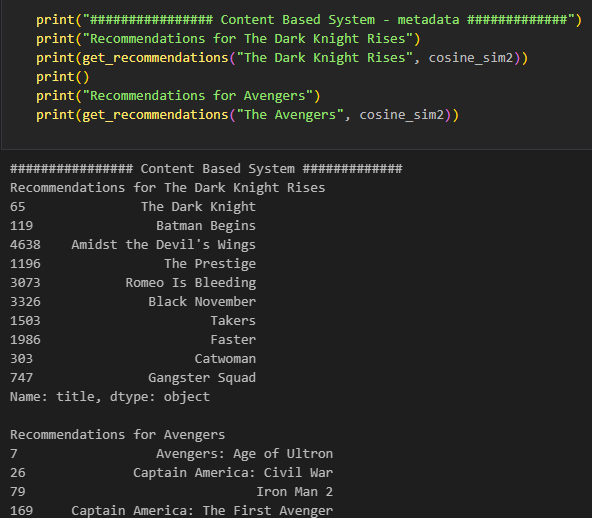 print("################ Content Based System - metadata #############")
print("Recommendations for The Dark Knight Rises")
print(get_recommendations("The Dark Knight Rises", cosine_sim2))
print()
print("Recommendations for Avengers")
print(get_recommendations("The Avengers", cosine_sim2))
################ Content Based System #############
Recommendations for The Dark Knight Rises
65               The Dark Knight
119                Batman Begins
4638    Amidst the Devil's Wings
1196                The Prestige
3073           Romeo Is Bleeding
3326              Black November
1503                      Takers
1986                      Faster
303                     Catwoman
747               Gangster Squad
Name: title, dtype: object
Recommendations for Avengers
7                  Avengers: Age of Ultron
26              Captain America: Civil War
79                              Iron Man 2
169     Captain America: The First Avenger